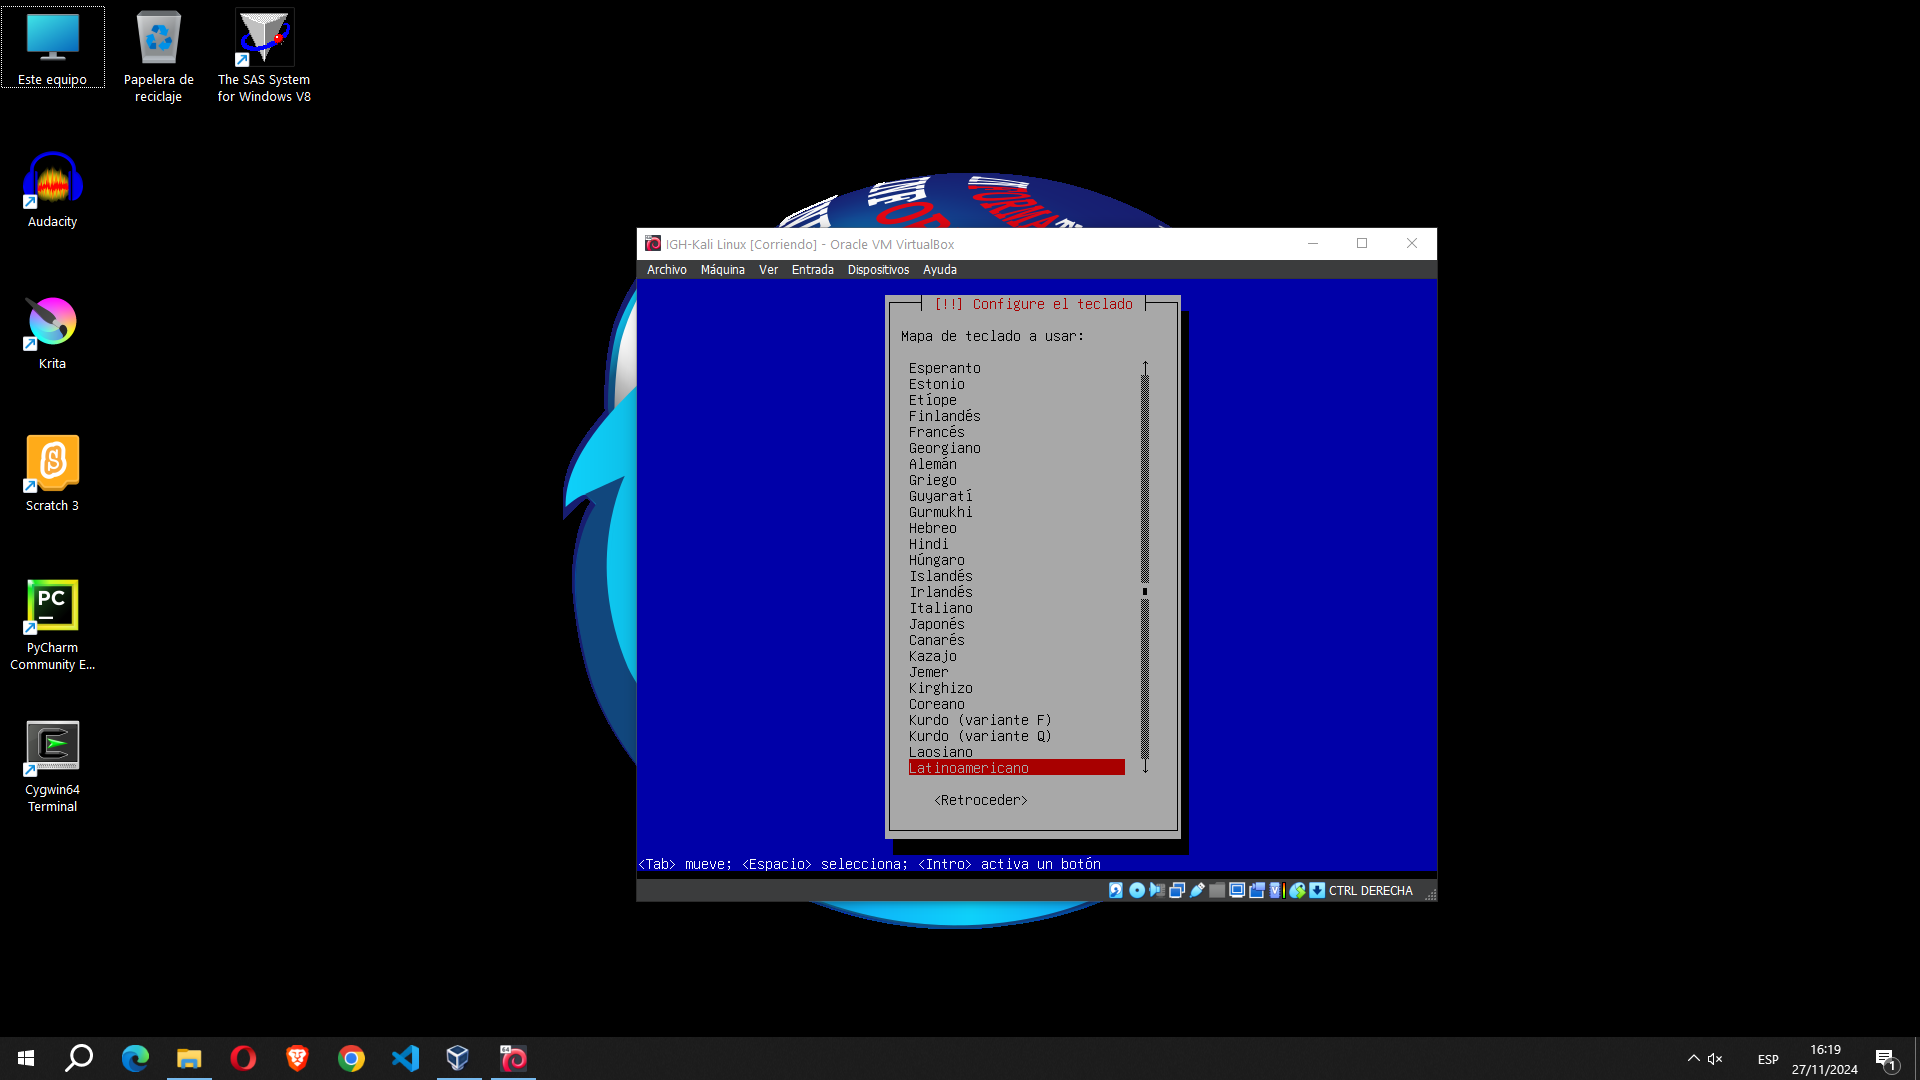 Este equipo
Papelera de
reciclaje
The SAS System
for Windows V8
Audacity
Krita
Scratch 3
PC
PyCharm
Community E...
Cygwin64
Terminal
IGH-Kali Linux [Corriendo] - Oracle VM VirtualBox
Archivo Máquina Ver Entrada Dispositivos Ayuda
[!!] Configure el teclado
Mapa de teclado a usar:
Esperanto
Estonio
Etíope
Finlandés
Francés
Georgiano
Alemán
Griego
Guyaratí
Gurmukhi
Hebreo
Hindi
Húngaro
Islandés
Irlandés
Italiano
Japonés
Canarés
Kazajo
Jemer
Kirghizo
Coreano
Kurdo (variante F)
Kurdo (variante Q)
Laosiano
Latinoamericano
<Retroceder>
<Tab> mueve; <Espacio> selecciona; <Intro> activa un botón
CTRL DERECHA
ESP
16:19
27/11/2024
1